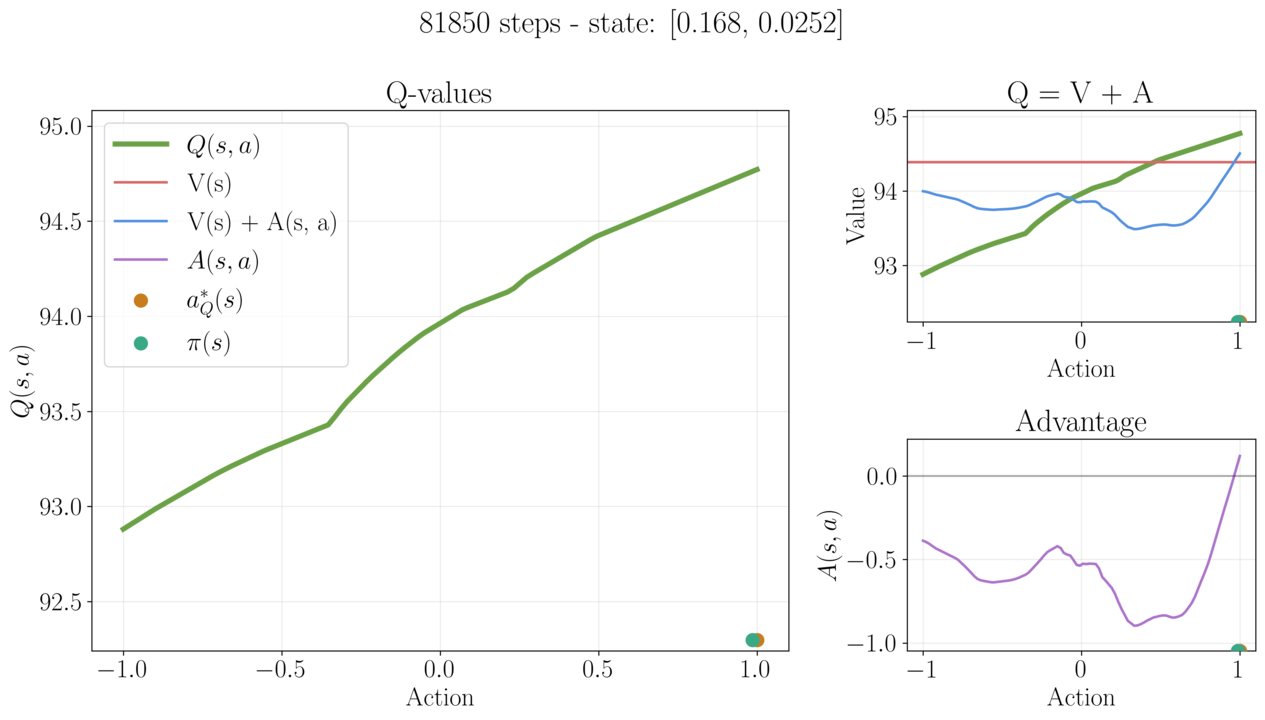 81850 steps - state: [0.168, 0.0252]
Q-values
Q(s, a)
95.0
94.5
94.0
93.5
93.0
92.5
Q(s, a)
V(s)
V(s) + A(s, a)
A(s, a)
a*Q(s)
π(s)
−1.0 −0.5 0.0 0.5 1.0
Action
Q = V + A
Value
95
94
93
−1 0 1
Action
Advantage
A(s, a)
0.0
−0.5
−1.0
−1 0 1
Action